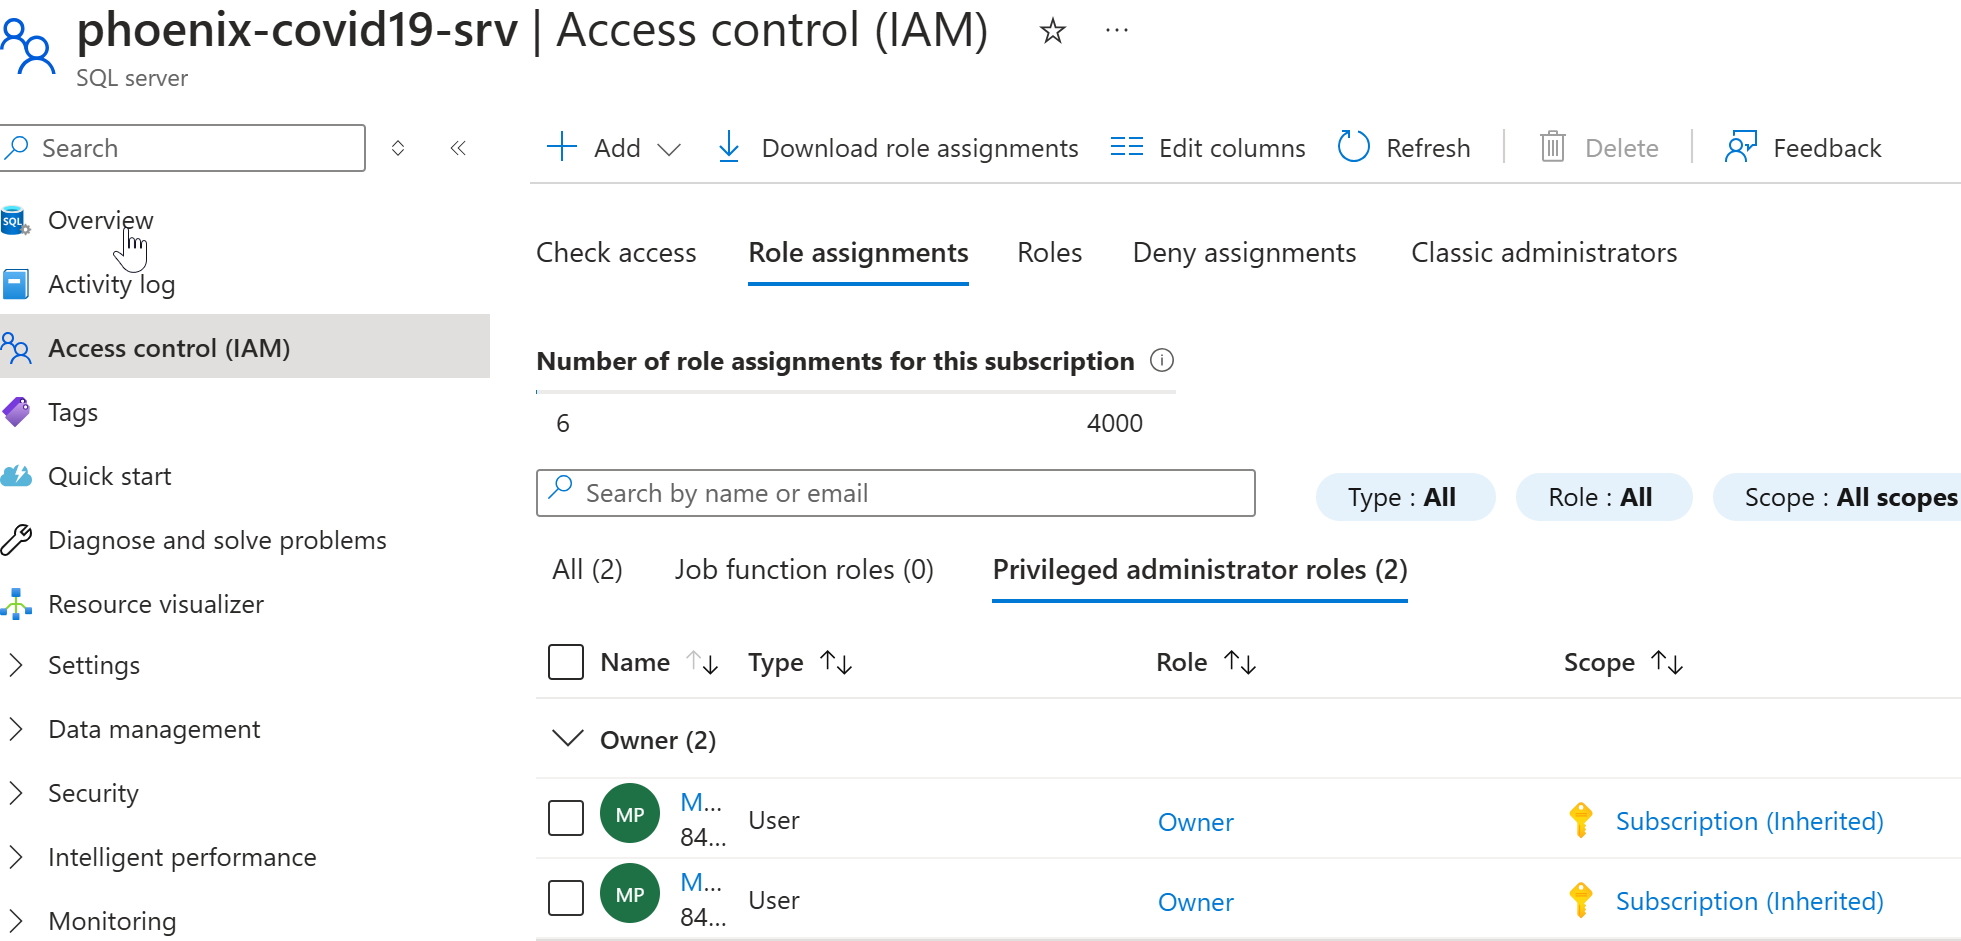 phoenix-covid19-srv | Access control (IAM) ☆ ...
SQL server
Search
Add
Download role assignments
Edit columns
Refresh
Delete
Feedback
SQL
Overview
Activity log
Access control (IAM)
Tags
Quick start
Diagnose and solve problems
Resource visualizer
Settings
Data management
Security
Intelligent performance
Monitoring
Check access Role assignments Roles Deny assignments Classic administrators
Number of role assignments for this subscription
6 4000
Search by name or email
Type : All Role : All Scope : All scopes
All (2) Job function roles (0) Privileged administrator roles (2)
Name Type Role Scope
Owner (2)
MP M... User Owner Subscription (Inherited)
84...
MP M... User Owner Subscription (Inherited)
84...